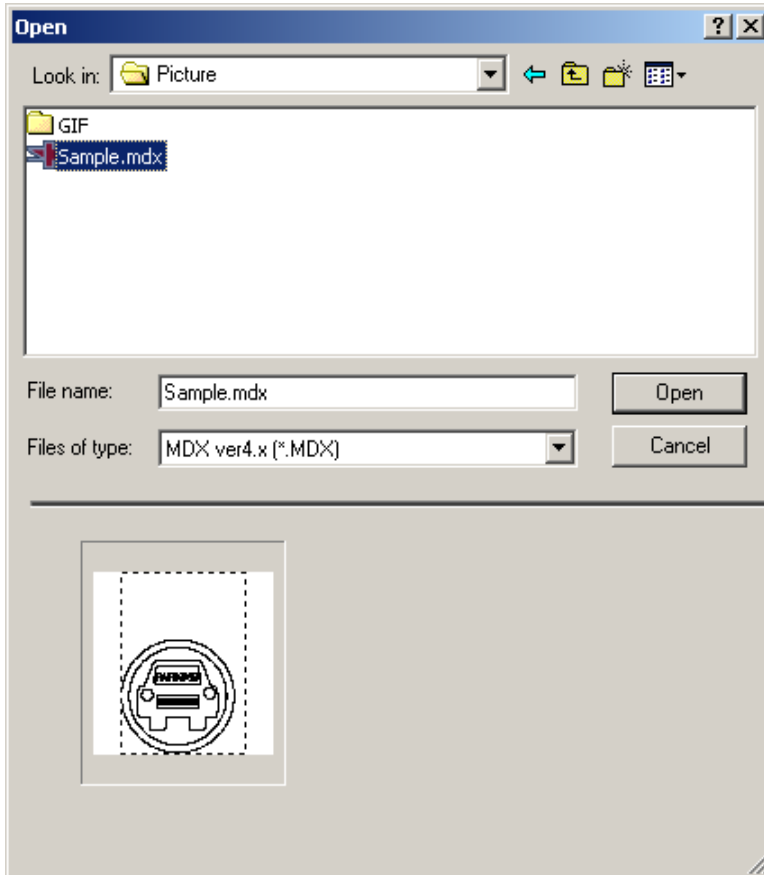 Open
Look in: Picture
GIF
Sample.mdx
File name: Sample.mdx Open
Files of type: MDX ver4.x (*.MDX) Cancel